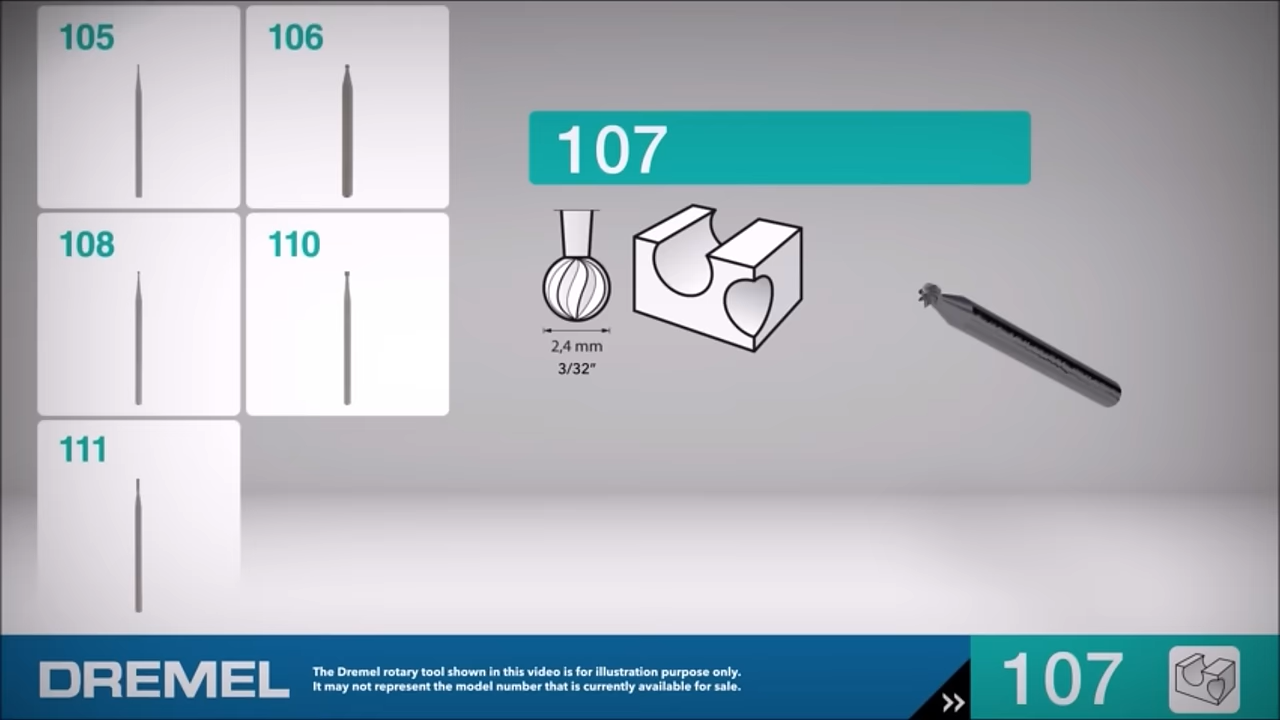 105
106
108
110
111
107
2,4 mm
3/32″
DREMEL
The Dremel rotary tool shown in this video is for illustration purpose only.
It may not represent the model number that is currently available for sale.
107